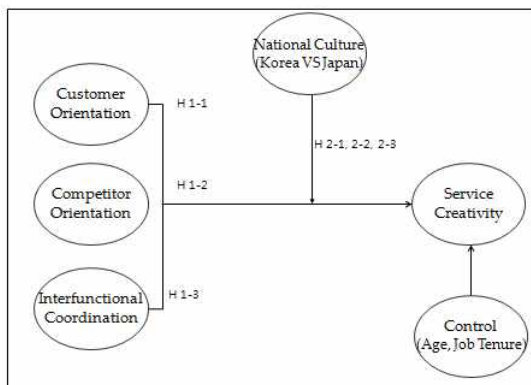 National Culture
(Korea VS Japan)
Customer
Orientation
H 1-1
H 2-1, 2-2, 2-3
H 1-2
Competitor
Orientation
Service
Creativity
H 1-3
Interfunctional
Coordination
Control
(Age, Job Tenure)